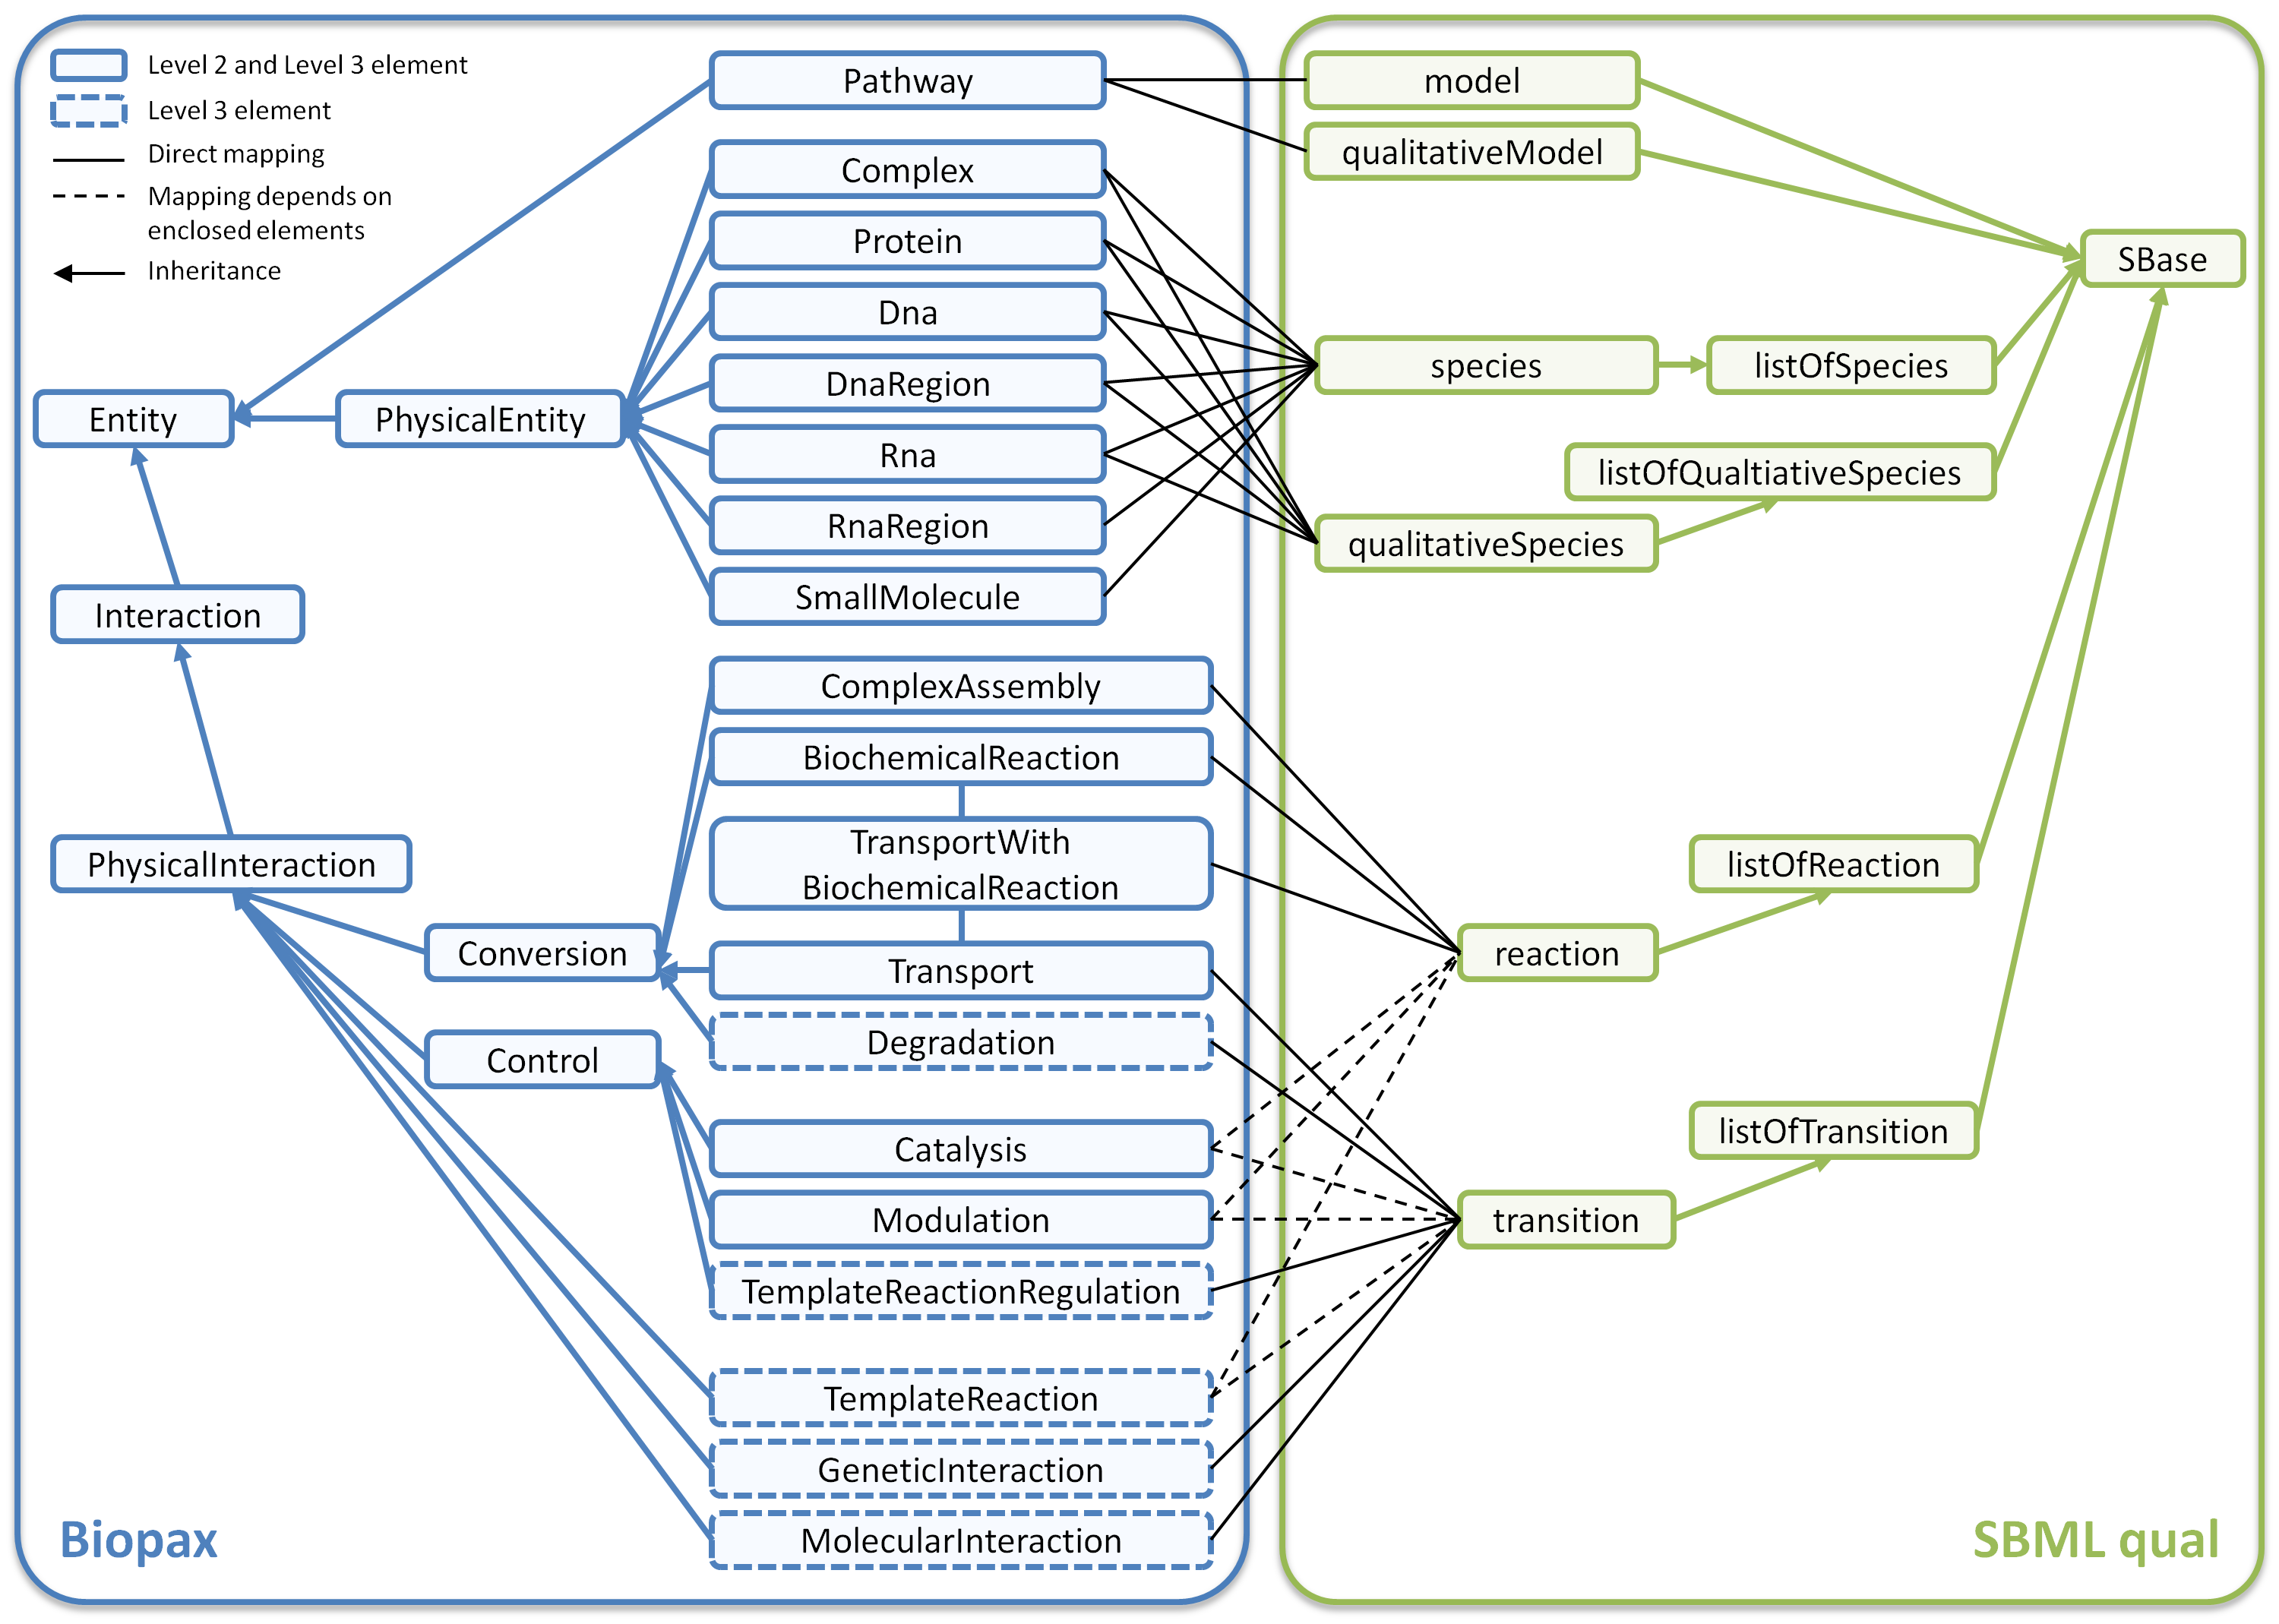 Level 2 and Level 3 element
Level 3 element
Direct mapping
Mapping depends on
enclosed elements
Inheritance
Entity
PhysicalEntity
Interaction
PhysicalInteraction
Conversion
Control
Pathway
Complex
Protein
Dna
DnaRegion
Rna
RnaRegion
SmallMolecule
ComplexAssembly
BiochemicalReaction
TransportWith
BiochemicalReaction
Transport
Degradation
Catalysis
Modulation
TemplateReactionRegulation
TemplateReaction
GeneticInteraction
MolecularInteraction
Biopax
model
qualitativeModel
SBase
species
listOfSpecies
listOfQualtiativeSpecies
qualitativeSpecies
listOfReaction
reaction
listOfTransition
transition
SBML qual